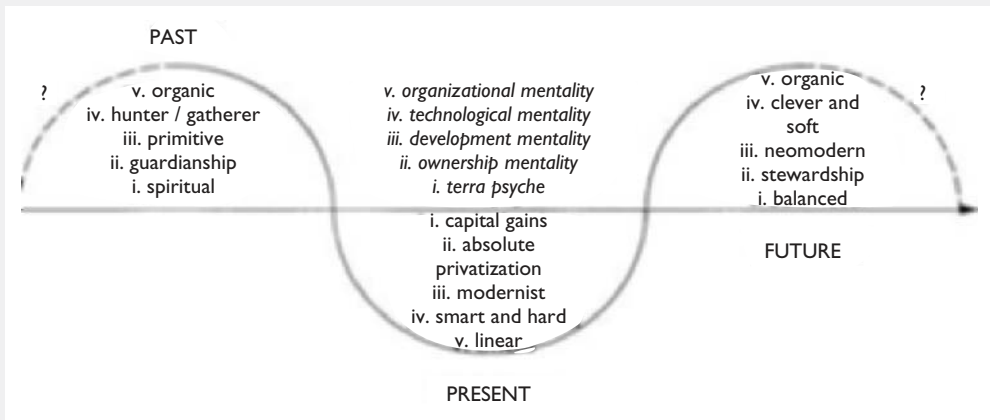 PAST
?
v. organic
iv. hunter / gatherer
iii. primitive
ii. guardianship
i. spiritual
v. organizational mentality
iv. technological mentality
iii. development mentality
ii. ownership mentality
i. terra psyche
i. capital gains
ii. absolute
privatization
iii. modernist
iv. smart and hard
v. linear
PRESENT
v. organic
iv. clever and
soft
iii. neomodern
ii. stewardship
i. balanced
?
FUTURE